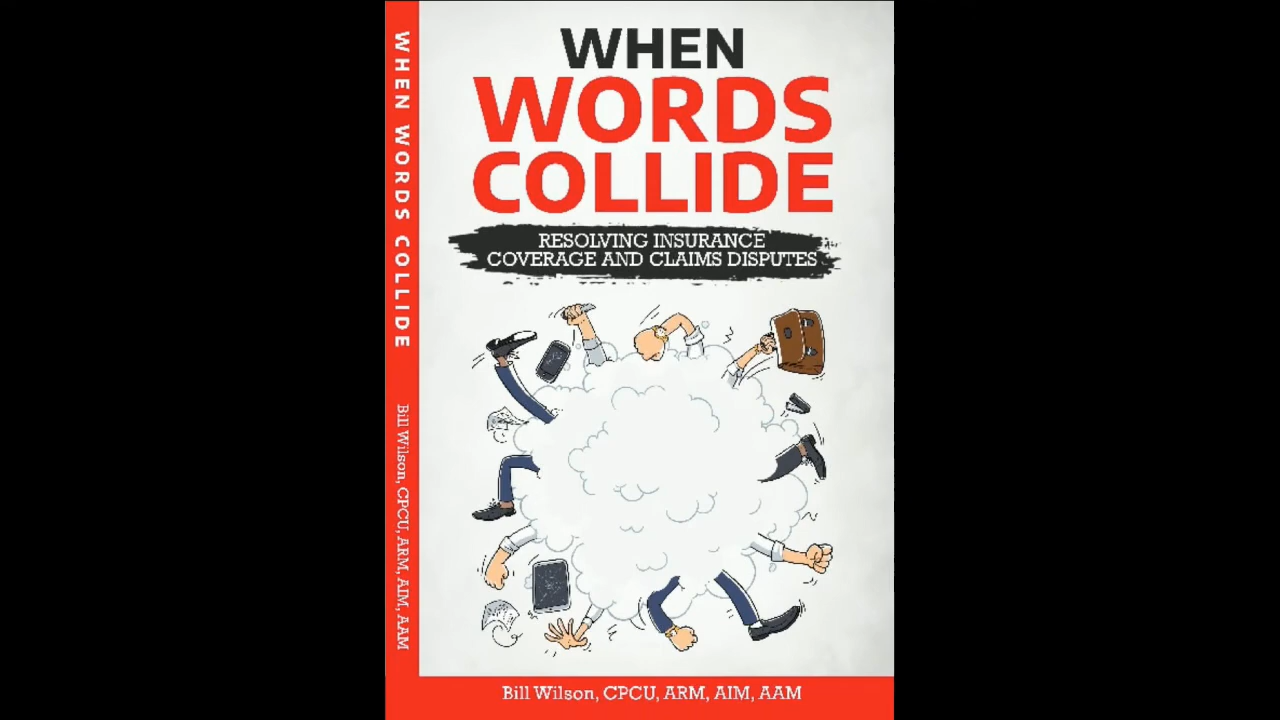 WHEN WORDS COLLIDE
Bill Wilson, CPCU, ARM, AIM, AAM
WHEN
WORDS
COLLIDE
RESOLVING INSURANCE
COVERAGE AND CLAIMS DISPUTES
Bill Wilson, CPCU, ARM, AIM, AAM